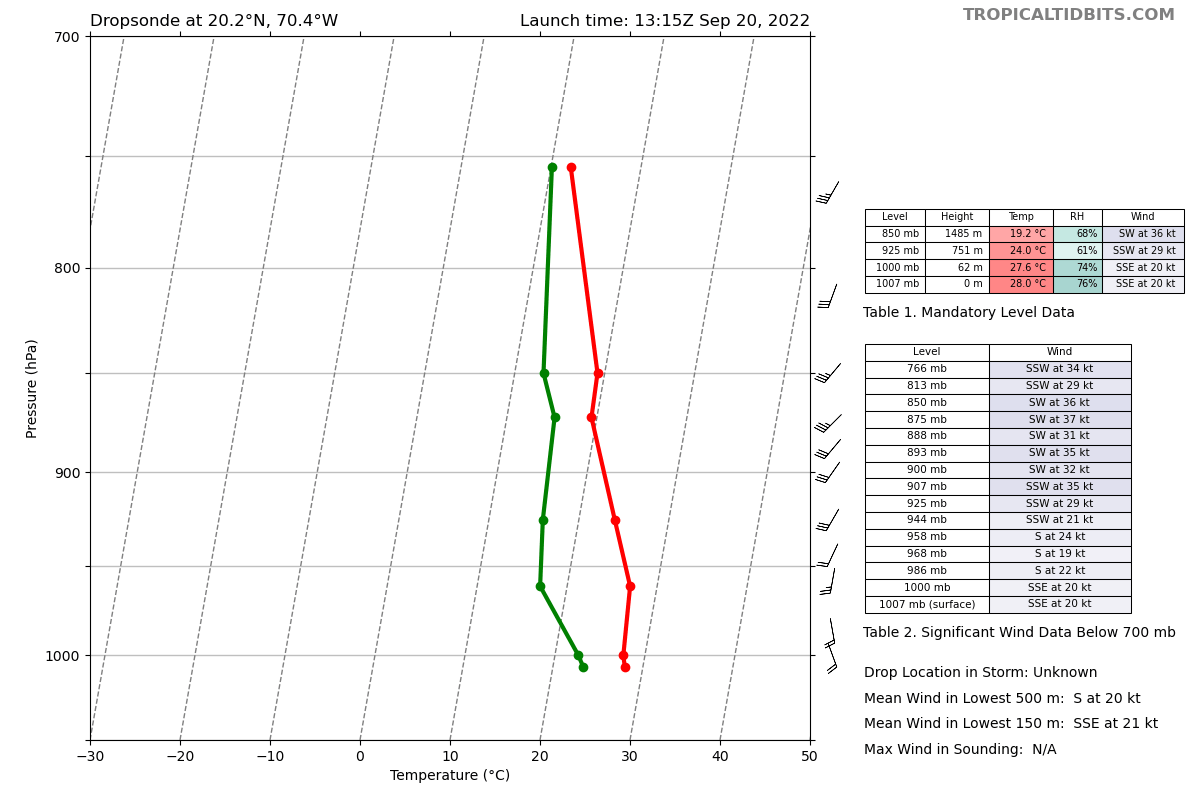 Dropsonde at 20.2°N, 70.4°W Launch time: 13:15Z Sep 20, 2022
TROPICALTIDBITS.COM
700
800
900
1000
Pressure (hPa)
−30 −20 −10 0 10 20 30 40 50
Temperature (°C)
Level Height Temp RH Wind
850 mb 1485 m 19.2 °C 68% SW at 36 kt
925 mb 751 m 24.0 °C 61% SSW at 29 kt
1000 mb 62 m 27.6 °C 74% SSE at 20 kt
1007 mb 0 m 28.0 °C 76% SSE at 20 kt
Table 1. Mandatory Level Data
Level Wind
766 mb SSW at 34 kt
813 mb SSW at 29 kt
850 mb SW at 36 kt
875 mb SW at 37 kt
888 mb SW at 31 kt
893 mb SW at 35 kt
900 mb SW at 32 kt
907 mb SSW at 35 kt
925 mb SSW at 29 kt
944 mb SSW at 21 kt
958 mb S at 24 kt
968 mb S at 19 kt
986 mb S at 22 kt
1000 mb SSE at 20 kt
1007 mb (surface) SSE at 20 kt
Table 2. Significant Wind Data Below 700 mb
Drop Location in Storm: Unknown
Mean Wind in Lowest 500 m: S at 20 kt
Mean Wind in Lowest 150 m: SSE at 21 kt
Max Wind in Sounding: N/A